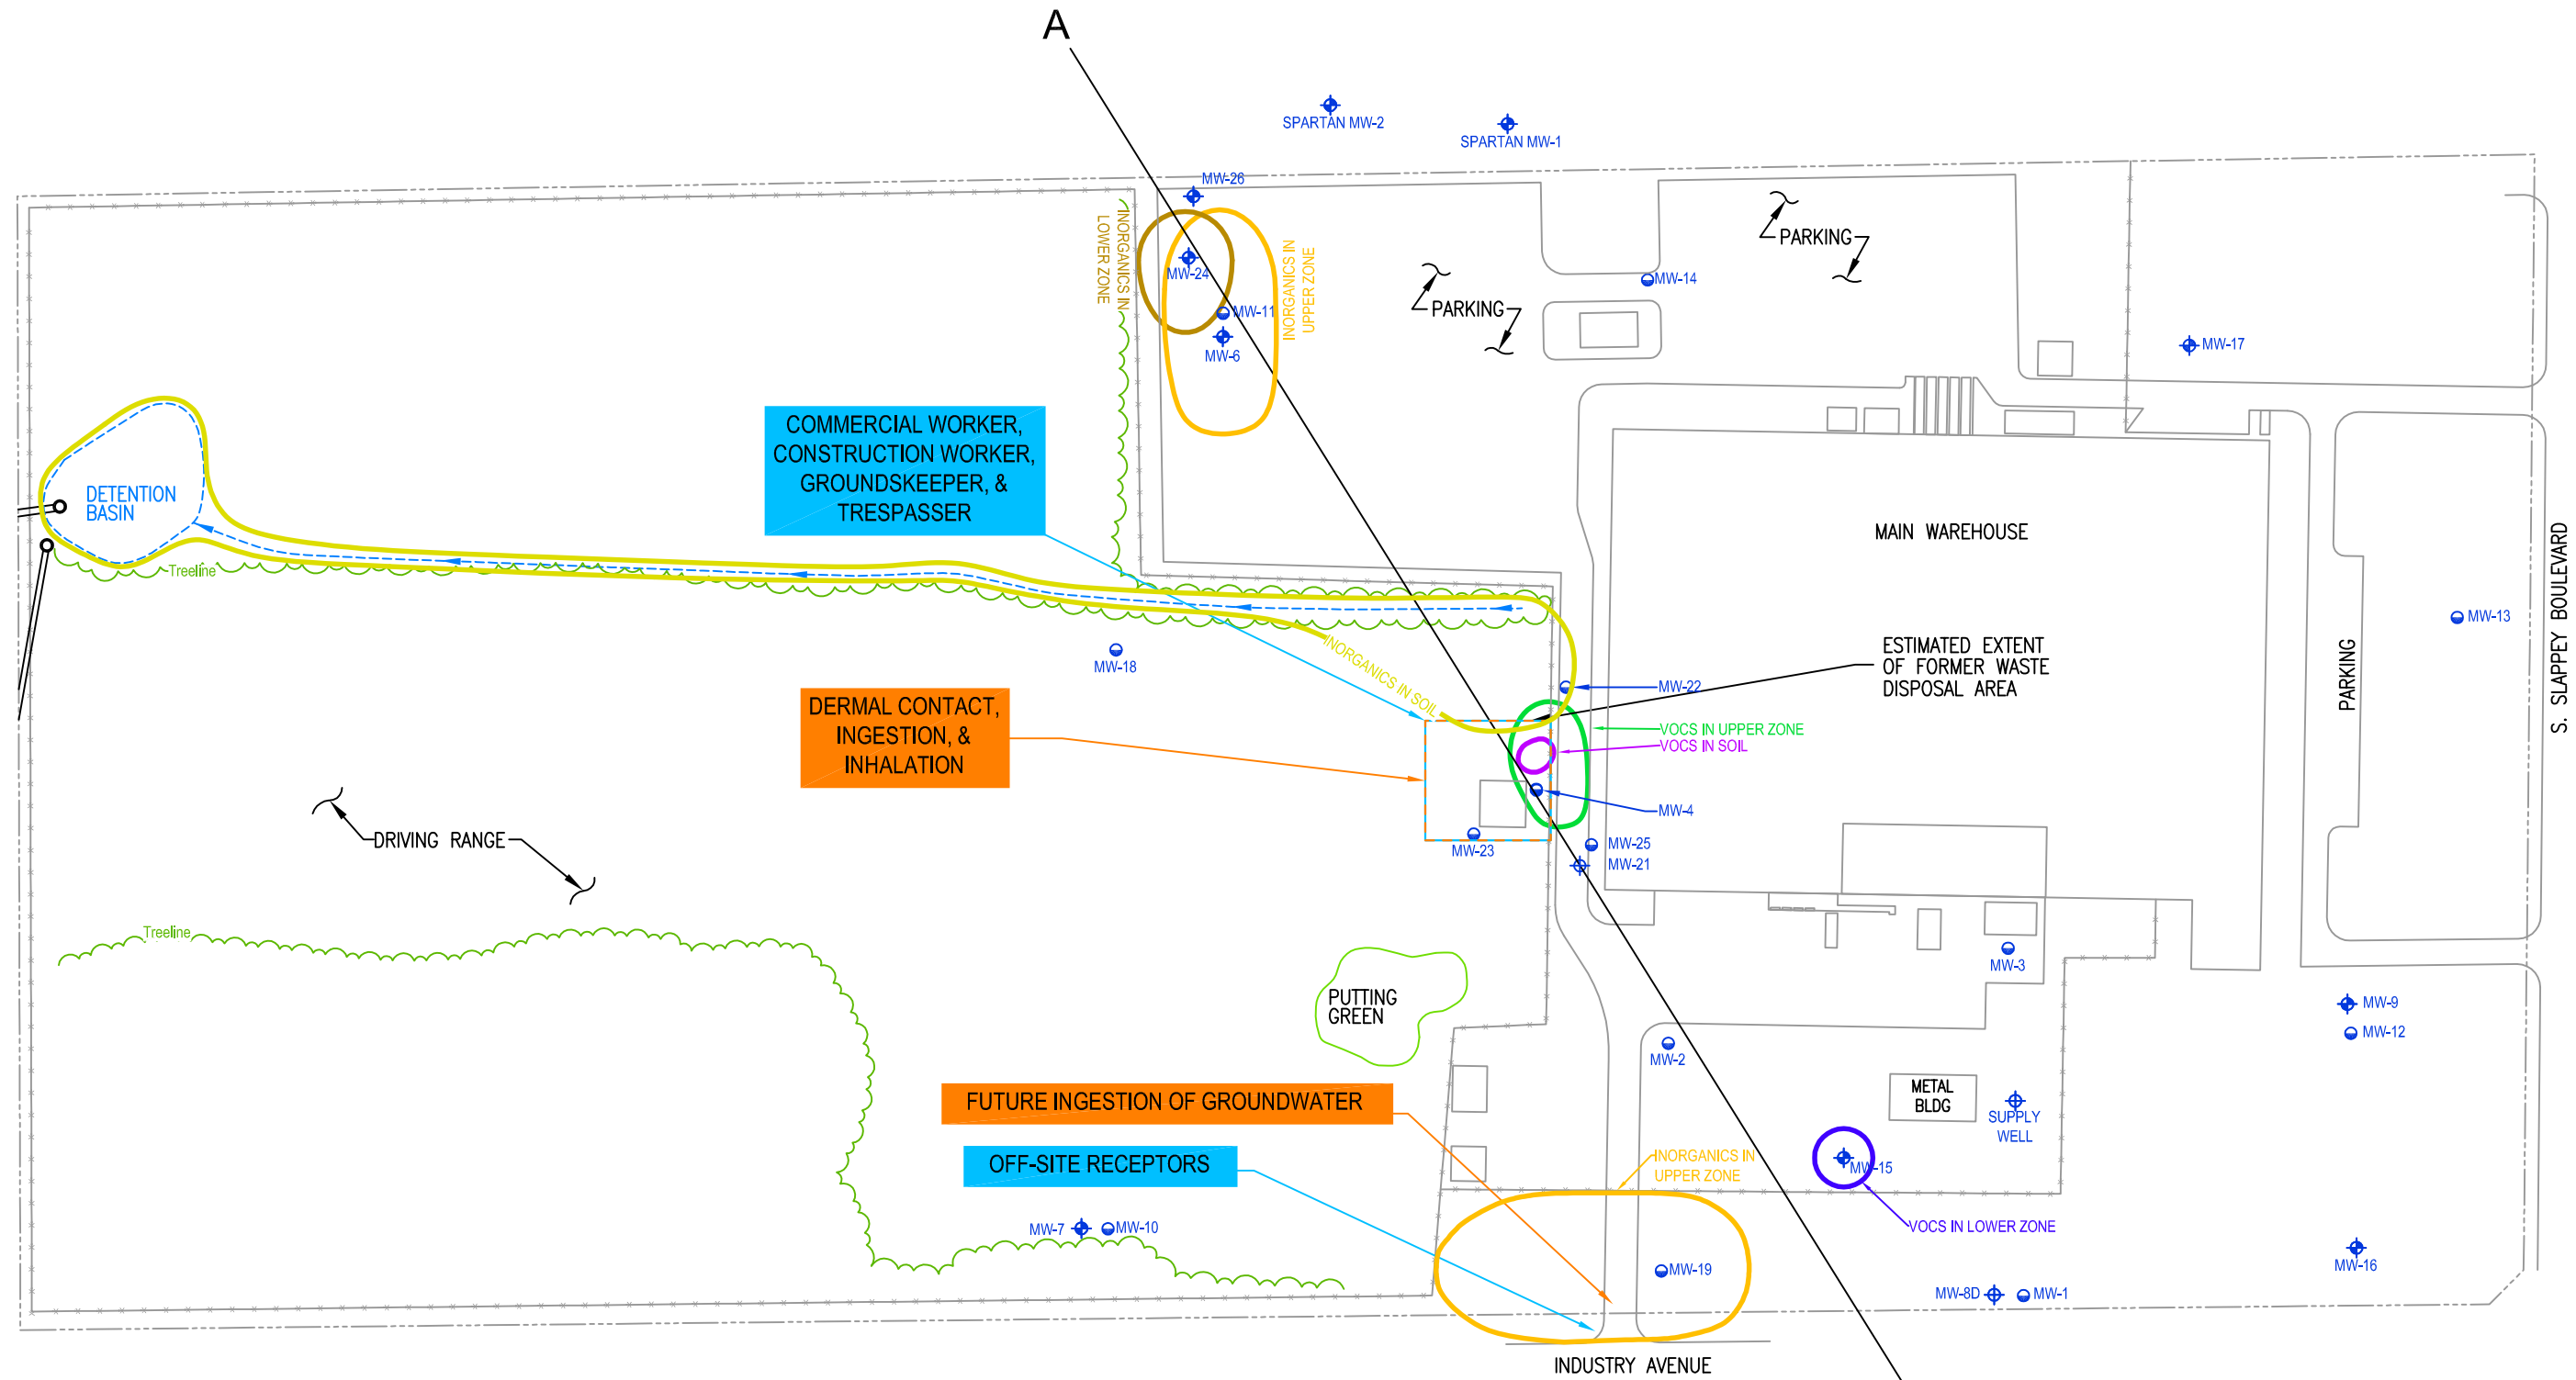 A
SPARTAN MW-2
SPARTAN MW-1
MW-26
INORGANICS IN
LOWER ZONE
MW-24
INORGANICS IN
UPPER ZONE
MW-11
MW-6
PARKING
PARKING
MW-14
MW-17
COMMERCIAL WORKER,
CONSTRUCTION WORKER,
GROUNDSKEEPER, &
TRESPASSER
DETENTION
BASIN
Treeline
MAIN WAREHOUSE
S. SLAPPEY BOULEVARD
MW-13
PARKING
ESTIMATED EXTENT
OF FORMER WASTE
DISPOSAL AREA
MW-18
INORGANICS IN SOIL
MW-22
DERMAL CONTACT,
INGESTION, &
INHALATION
VOCS IN UPPER ZONE
VOCS IN SOIL
MW-4
DRIVING RANGE
MW-23
MW-25
MW-21
Treeline
MW-3
PUTTING
GREEN
MW-9
MW-12
MW-2
METAL
BLDG
SUPPLY
WELL
FUTURE INGESTION OF GROUNDWATER
OFF-SITE RECEPTORS
INORGANICS IN
UPPER ZONE
MW-15
VOCS IN LOWER ZONE
MW-7
MW-10
MW-19
MW-16
MW-8D
MW-1
INDUSTRY AVENUE